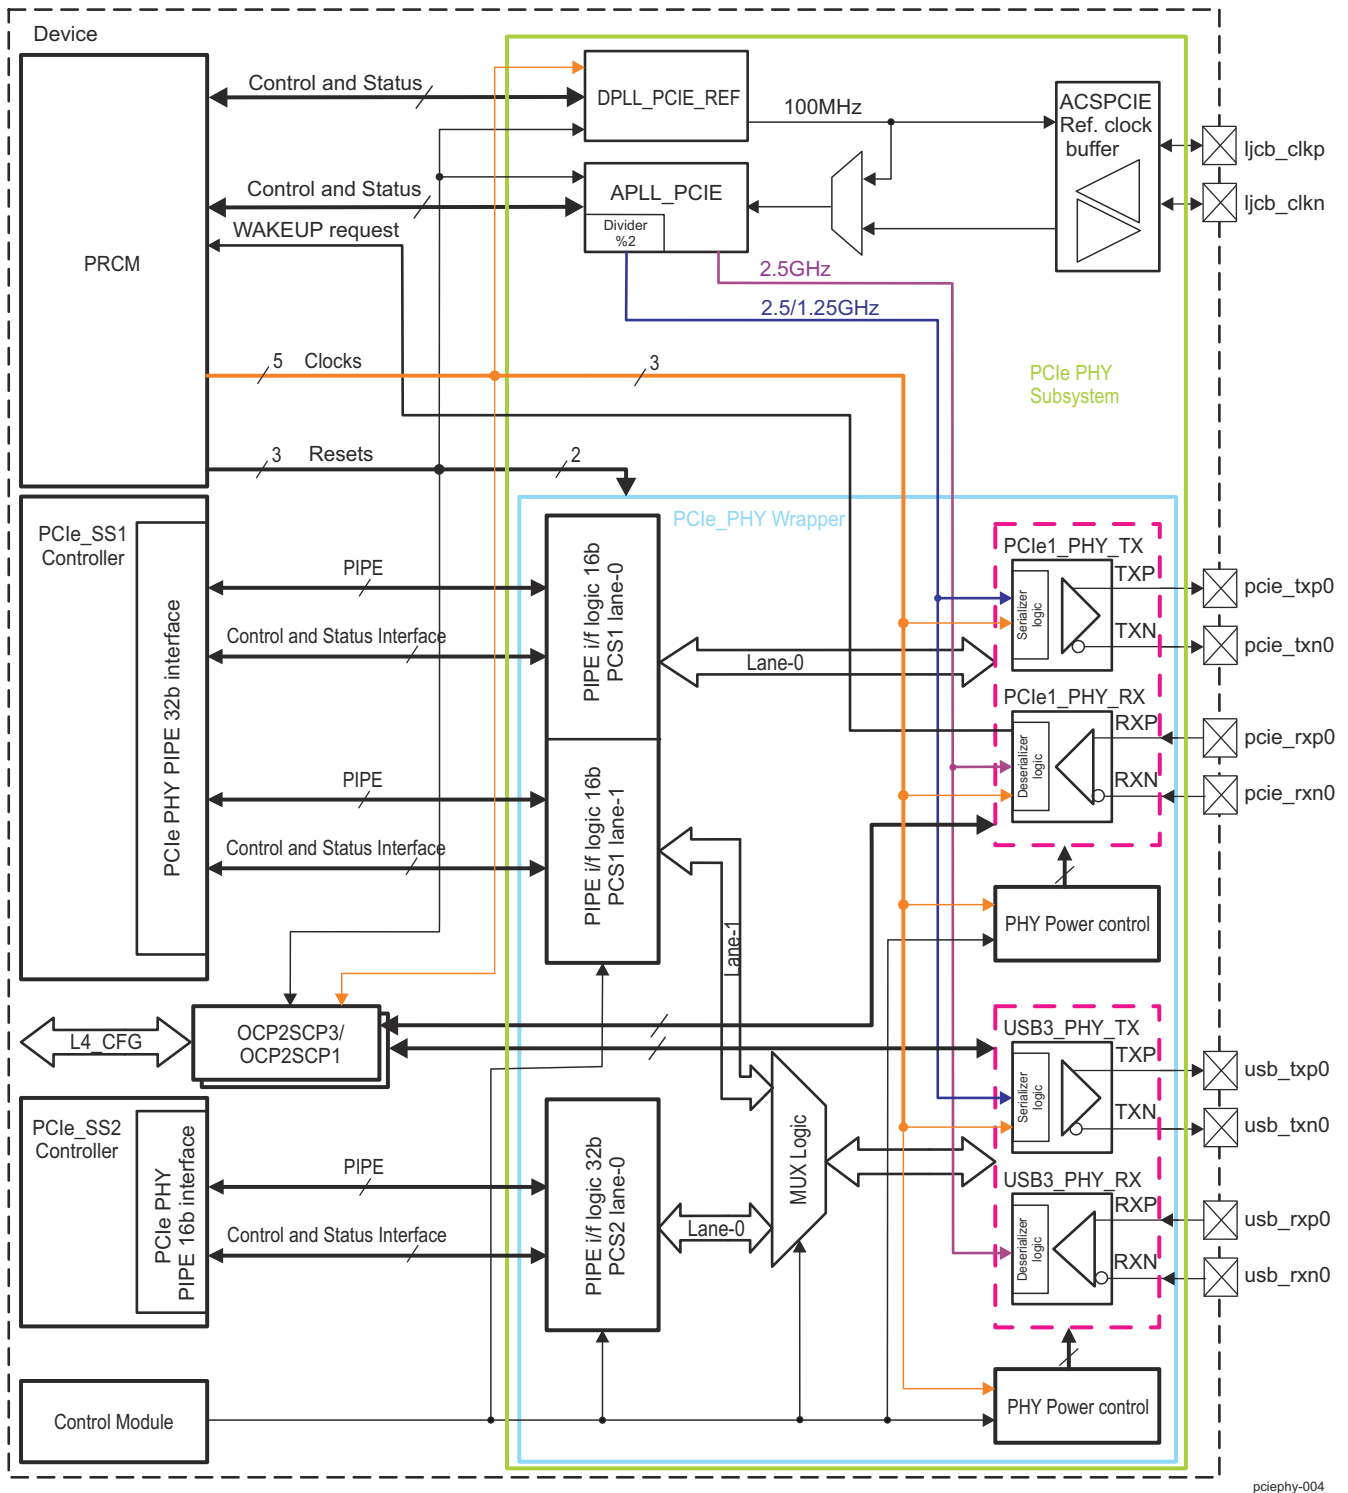 Device
PRCM
Control and Status
DPLL_PCIE_REF
100MHz
ACSPCIE
Ref. clock
buffer
ljcb_clkp
ljcb_clkn
Control and Status
APLL_PCIE
Divider
%2
WAKEUP request
2.5GHz
2.5/1.25GHz
5
Clocks
3
PCIe PHY
Subsystem
3
Resets
2
PCIe_PHY Wrapper
PCIe_SS1
Controller
PCIe PHY PIPE 32b interface
PIPE
Control and Status Interface
PIPE
Control and Status Interface
PIPE i/f logic 16b
PCS1 lane-0
PIPE i/f logic 16b
PCS1 lane-1
Lane-0
Lane-1
PCIe1_PHY_TX
Serializer
logic
TXP
TXN
pcie_txp0
pcie_txn0
PCIe1_PHY_RX
Deserializer
logic
RXP
RXN
pcie_rxp0
pcie_rxn0
PHY Power control
L4_CFG
OCP2SCP3/
OCP2SCP1
PCIe_SS2
Controller
PCIe PHY
PIPE 16b interface
PIPE
Control and Status Interface
PIPE i/f logic 32b
PCS2 lane-0
Lane-0
MUX Logic
USB3_PHY_TX
Serializer
logic
TXP
TXN
usb_txp0
usb_txn0
USB3_PHY_RX
Deserializer
logic
RXP
RXN
usb_rxp0
usb_rxn0
PHY Power control
Control Module
pciephy-004